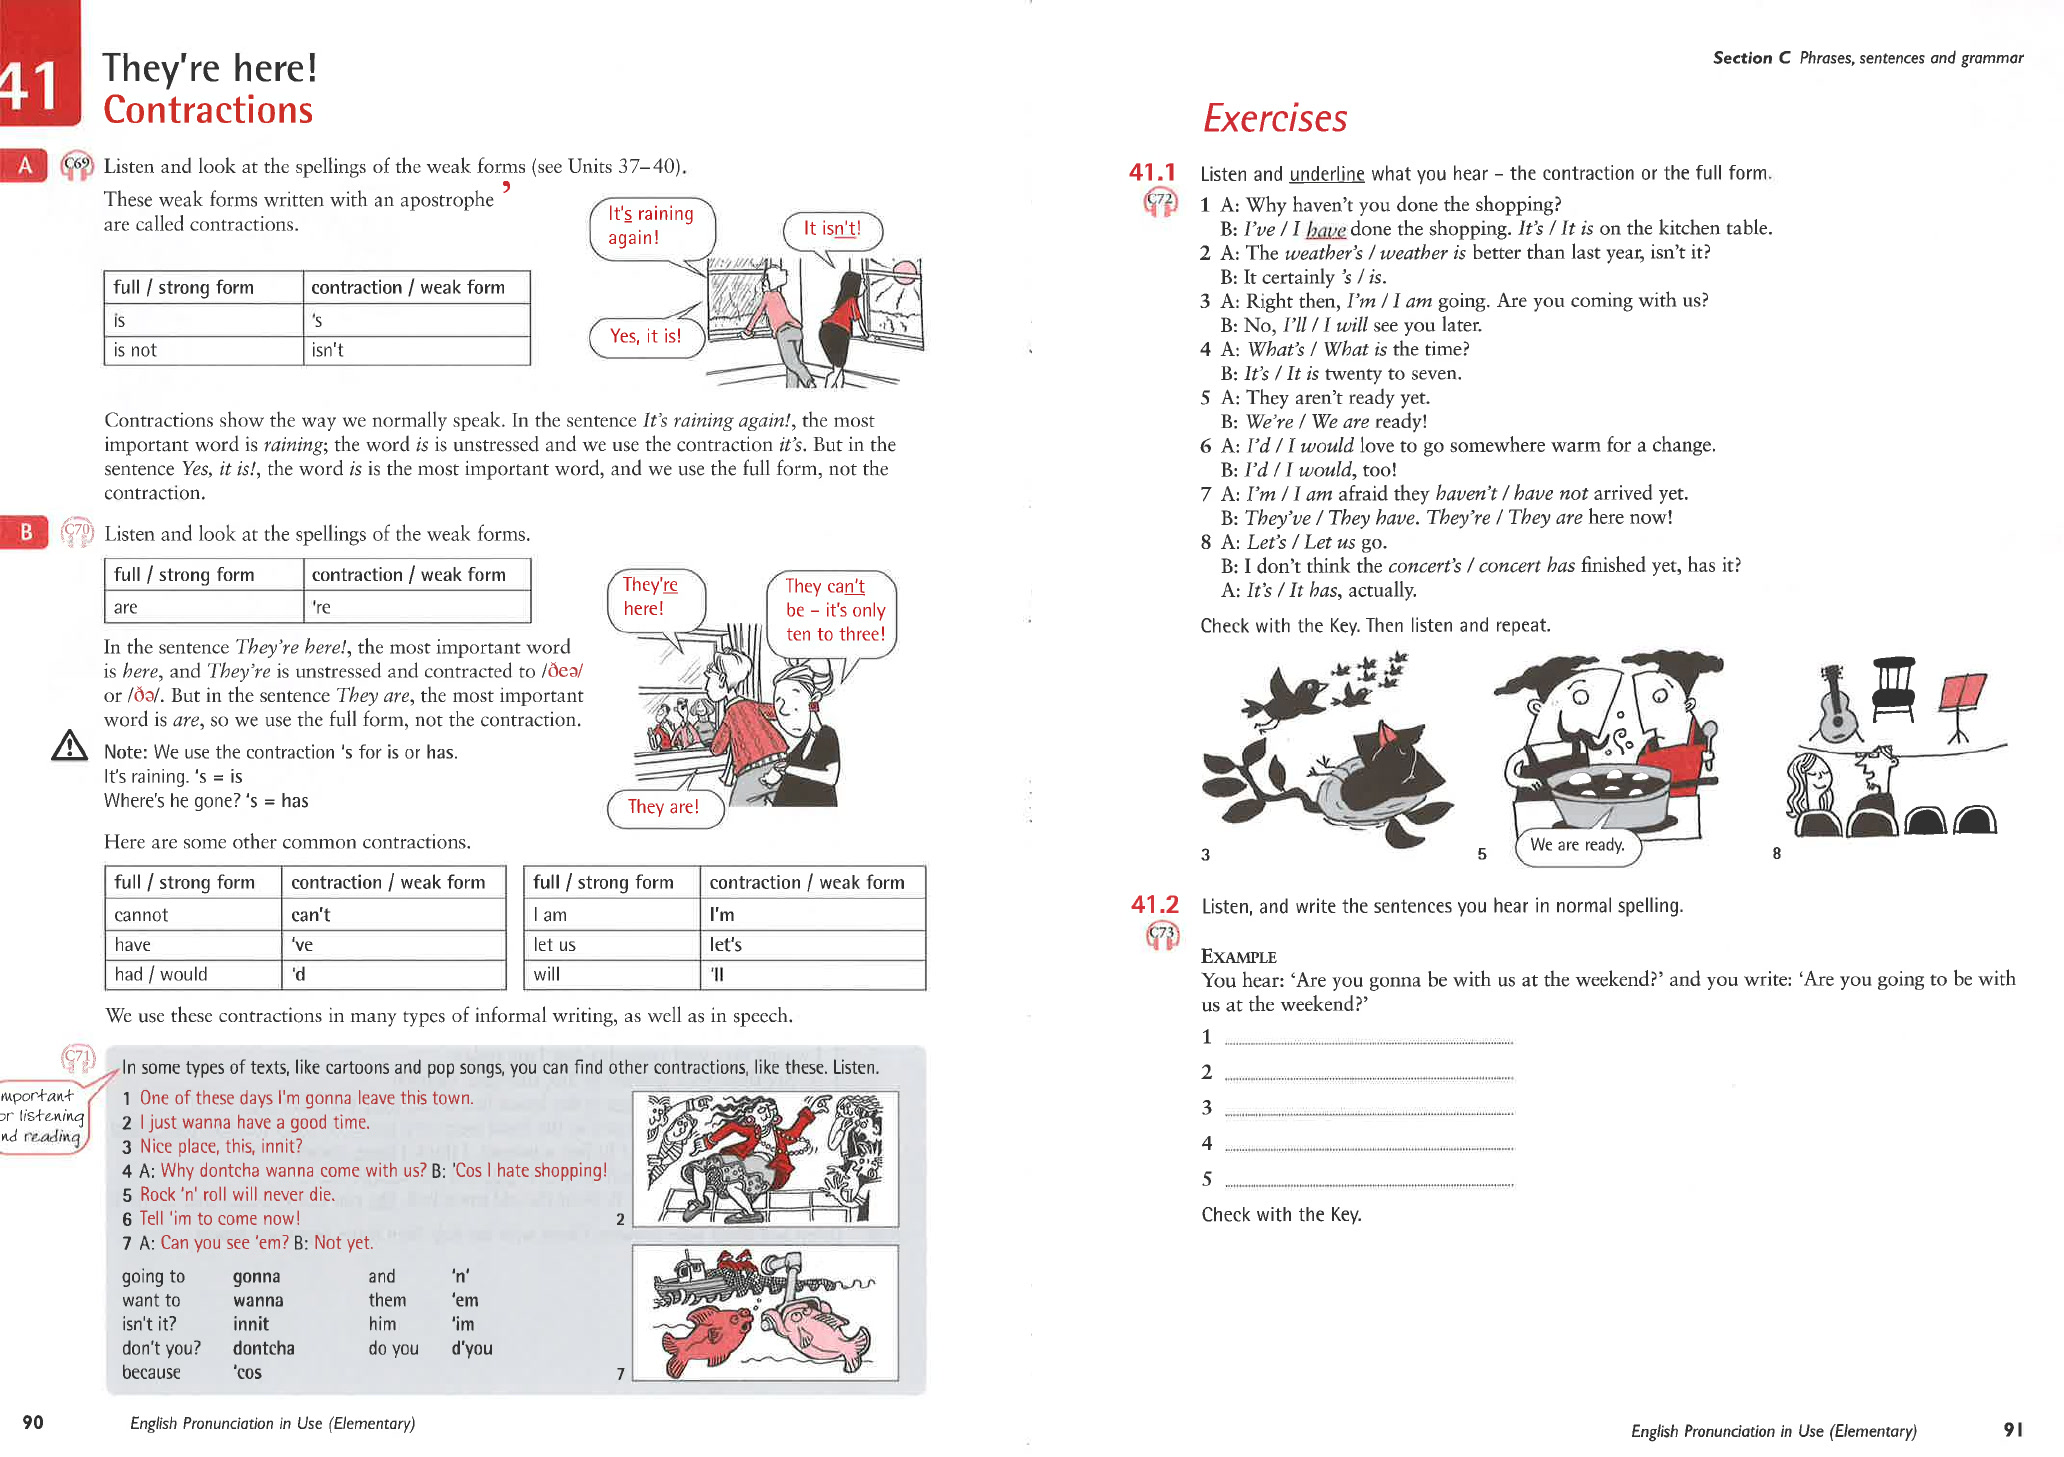 41
They're here!
Contractions
A
C69
Listen and look at the spellings of the weak forms (see Units 37–40).
These weak forms written with an apostrophe ’
are called contractions.
full / strong form contraction / weak form
is 's
is not isn't
It's raining
again!
It isn't!
Yes, it is!
Contractions show the way we normally speak. In the sentence It's raining again!, the most
important word is raining; the word is is unstressed and we use the contraction it's. But in the
sentence Yes, it is!, the word is is the most important word, and we use the full form, not the
contraction.
B
C70
Listen and look at the spellings of the weak forms.
full / strong form contraction / weak form
are 're
They're
here!
They can't
be – it's only
ten to three!
They are!
In the sentence They're here!, the most important word
is here, and They're is unstressed and contracted to /ðeə/
or /ðə/. But in the sentence They are, the most important
word is are, so we use the full form, not the contraction.
Note: We use the contraction 's for is or has.
It's raining. 's = is
Where's he gone? 's = has
Here are some other common contractions.
full / strong form contraction / weak form
cannot can't
have 've
had / would 'd
full / strong form contraction / weak form
I am I'm
let us let's
will 'll
We use these contractions in many types of informal writing, as well as in speech.
C71
In some types of texts, like cartoons and pop songs, you can find other contractions, like these. Listen.
listening
reading
1 One of these days I'm gonna leave this town.
2 I just wanna have a good time.
3 Nice place, this, innit?
4 A: Why dontcha wanna come with us? B: 'Cos I hate shopping!
5 Rock 'n' roll will never die.
6 Tell 'im to come now!
7 A: Can you see 'em? B: Not yet.
2
7
going to gonna and 'n'
want to wanna them 'em
isn't it? innit him 'im
don't you? dontcha do you d'you
because 'cos
90
English Pronunciation in Use (Elementary)
Section C Phrases, sentences and grammar
Exercises
41.1 Listen and underline what you hear – the contraction or the full form.
C72
1 A: Why haven't you done the shopping?
B: I've / I have done the shopping. It's / It is on the kitchen table.
2 A: The weather's / weather is better than last year, isn't it?
B: It certainly 's / is.
3 A: Right then, I'm / I am going. Are you coming with us?
B: No, I'll / I will see you later.
4 A: What's / What is the time?
B: It's / It is twenty to seven.
5 A: They aren't ready yet.
B: We're / We are ready!
6 A: I'd / I would love to go somewhere warm for a change.
B: I'd / I would, too!
7 A: I'm / I am afraid they haven't / have not arrived yet.
B: They've / They have. They're / They are here now!
8 A: Let's / Let us go.
B: I don't think the concert's / concert has finished yet, has it?
A: It's / It has, actually.
Check with the Key. Then listen and repeat.
3
5
We are ready.
8
41.2 Listen, and write the sentences you hear in normal spelling.
C73
EXAMPLE
You hear: ‘Are you gonna be with us at the weekend?’ and you write: ‘Are you going to be with
us at the weekend?’
1
2
3
4
5
Check with the Key.
English Pronunciation in Use (Elementary)
91